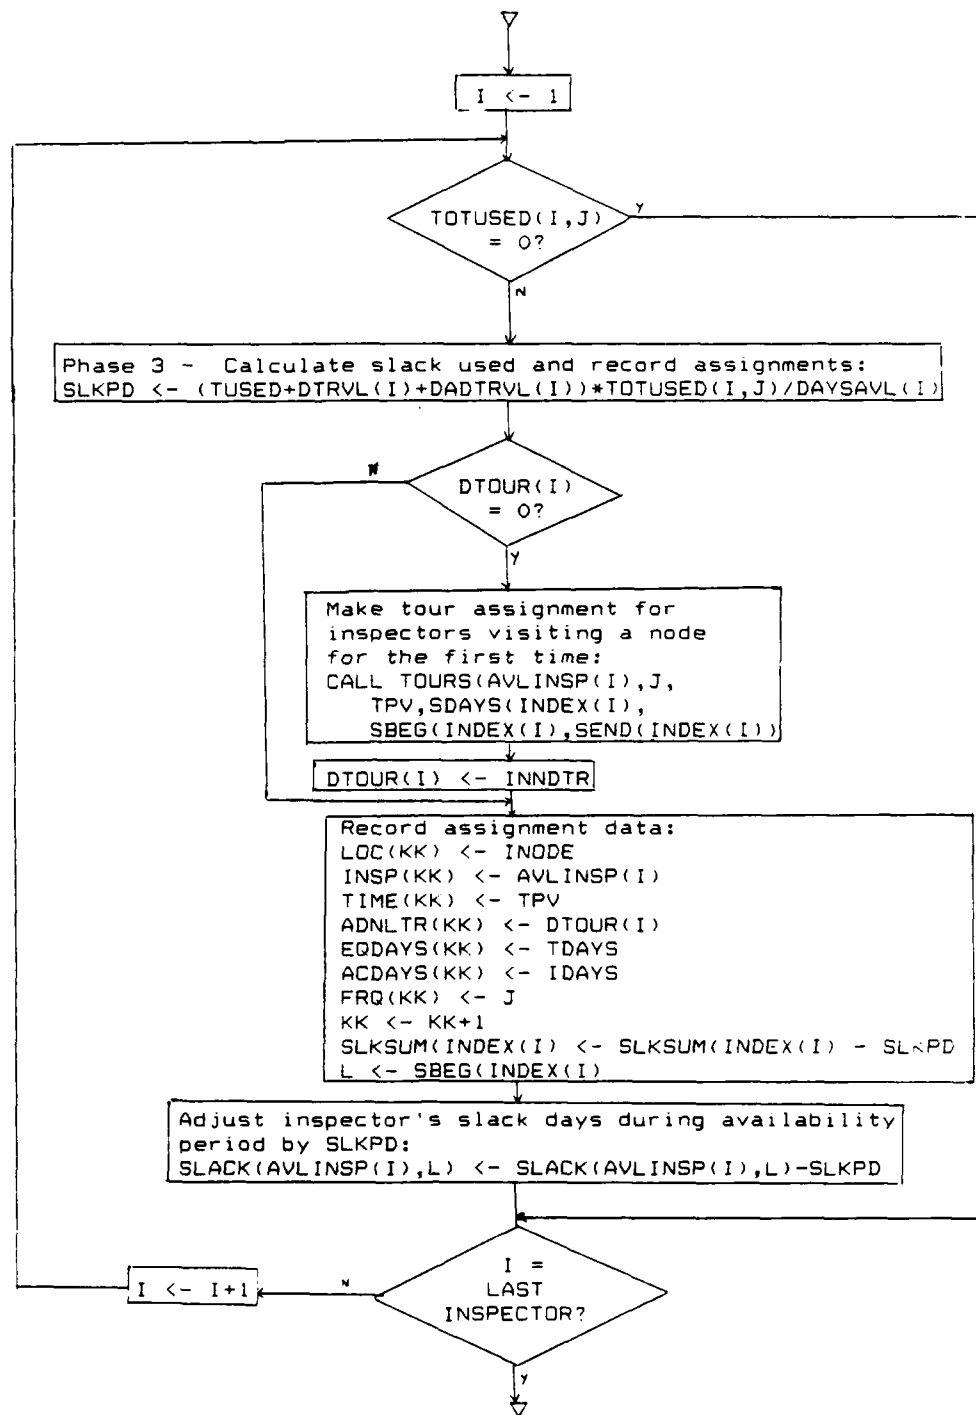 I <- 1
TOTUSED(I,J)
= 0?
Y
N
Phase 3 - Calculate slack used and record assignments:
SLKPD <- (TUSED+DTRVL(I)+DADTRVL(I))*TOTUSED(I,J)/DAYSAVL(I)
N
DTOUR(I)
= 0?
Y
Make tour assignment for
inspectors visiting a node
for the first time:
CALL TOURS(AVLINSP(I),J,
TPV,SDAYS(INDEX(I),
SBEG(INDEX(I),SEND(INDEX(I))
DTOUR(I) <- INNDTR
Record assignment data:
LOC(KK) <- INODE
INSP(KK) <- AVLINSP(I)
TIME(KK) <- TPV
ADNLTR(KK) <- DTOUR(I)
EQDAYS(KK) <- TDAYS
ACDAYS(KK) <- IDAYS
FRQ(KK) <- J
KK <- KK+1
SLKSUM(INDEX(I) <- SLKSUM(INDEX(I) - SLKPD
L <- SBEG(INDEX(I)
Adjust inspector's slack days during availability
period by SLKPD:
SLACK(AVLINSP(I),L) <- SLACK(AVLINSP(I),L)-SLKPD
I =
LAST
INSPECTOR?
N
I <- I+1
Y